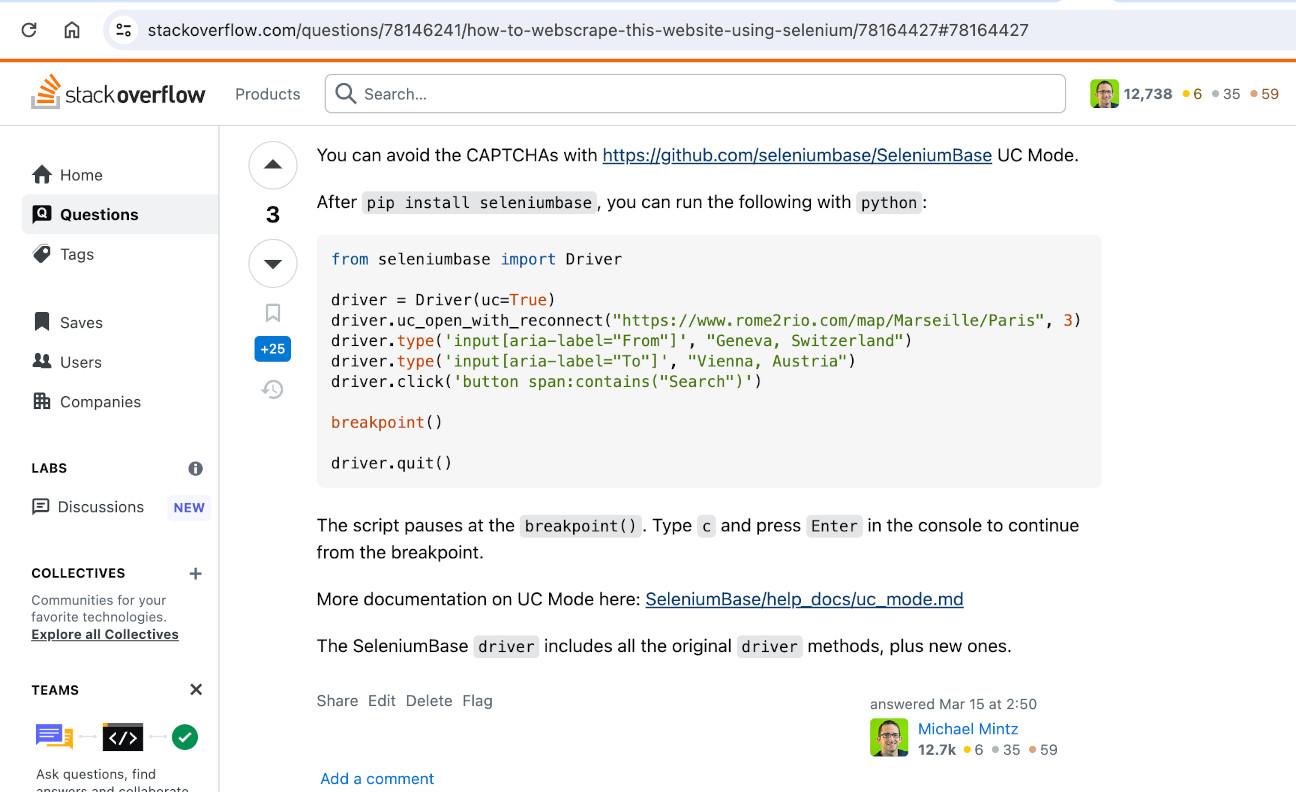 stackoverflow.com/questions/78146241/how-to-webscrape-this-website-using-selenium/78164427#78164427
stackoverflow
Products
Search...
12,738 6 35 59
Home
Questions
Tags
Saves
Users
Companies
LABS
Discussions NEW
COLLECTIVES
Communities for your
favorite technologies.
Explore all Collectives
TEAMS
</>
Ask questions, find
answers and collaborate
3
+25
You can avoid the CAPTCHAs with https://github.com/seleniumbase/SeleniumBase UC Mode.
After pip install seleniumbase, you can run the following with python:
from seleniumbase import Driver
driver = Driver(uc=True)
driver.uc_open_with_reconnect("https://www.rome2rio.com/map/Marseille/Paris", 3)
driver.type('input[aria-label="From"]', "Geneva, Switzerland")
driver.type('input[aria-label="To"]', "Vienna, Austria")
driver.click('button span:contains("Search")')
breakpoint()
driver.quit()
The script pauses at the breakpoint(). Type c and press Enter in the console to continue
from the breakpoint.
More documentation on UC Mode here: SeleniumBase/help_docs/uc_mode.md
The SeleniumBase driver includes all the original driver methods, plus new ones.
Share Edit Delete Flag
answered Mar 15 at 2:50
Michael Mintz
12.7k 6 35 59
Add a comment